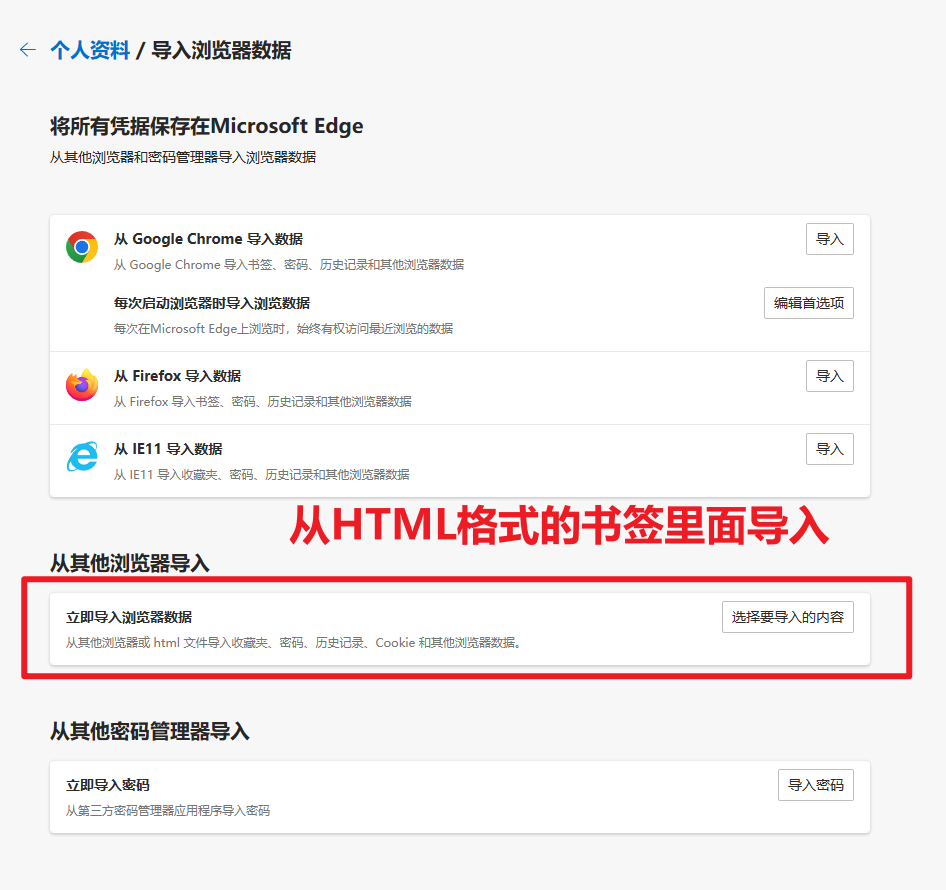 ← 个人资料 / 导入浏览器数据
将所有凭据保存在Microsoft Edge
从其他浏览器和密码管理器导入浏览器数据
从 Google Chrome 导入数据
导入
从 Google Chrome 导入书签、密码、历史记录和其他浏览器数据
每次启动浏览器时导入浏览数据
编辑首选项
每次在Microsoft Edge上浏览时，始终有权访问最近浏览的数据
从 Firefox 导入数据
导入
从 Firefox 导入书签、密码、历史记录和其他浏览器数据
从 IE11 导入数据
导入
从 IE11 导入收藏夹、密码、历史记录和其他浏览器数据
从HTML格式的书签里面导入
从其他浏览器导入
立即导入浏览器数据
选择要导入的内容
从其他浏览器或 html 文件导入收藏夹、密码、历史记录、Cookie 和其他浏览器数据。
从其他密码管理器导入
立即导入密码
导入密码
从第三方密码管理器应用程序导入密码